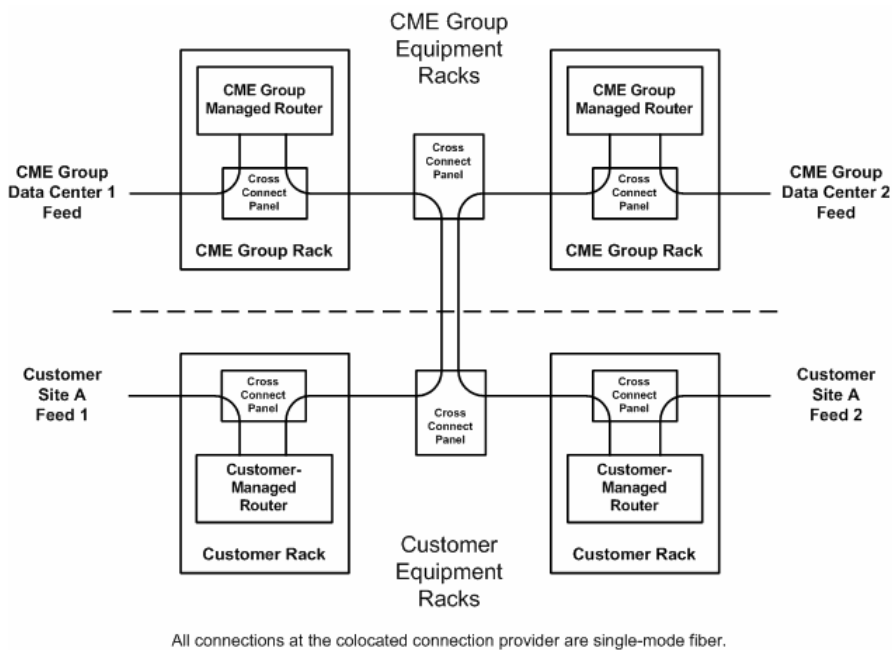 CME Group
Equipment
Racks
CME Group
Managed Router
Cross
Connect
Panel
CME Group Rack
CME Group
Data Center 1
Feed
Cross
Connect
Panel
CME Group
Managed Router
Cross
Connect
Panel
CME Group Rack
CME Group
Data Center 2
Feed
Customer
Site A
Feed 1
Cross
Connect
Panel
Customer-
Managed
Router
Customer Rack
Cross
Connect
Panel
Customer
Equipment
Racks
Cross
Connect
Panel
Customer-
Managed
Router
Customer Rack
Customer
Site A
Feed 2
All connections at the colocated connection provider are single-mode fiber.